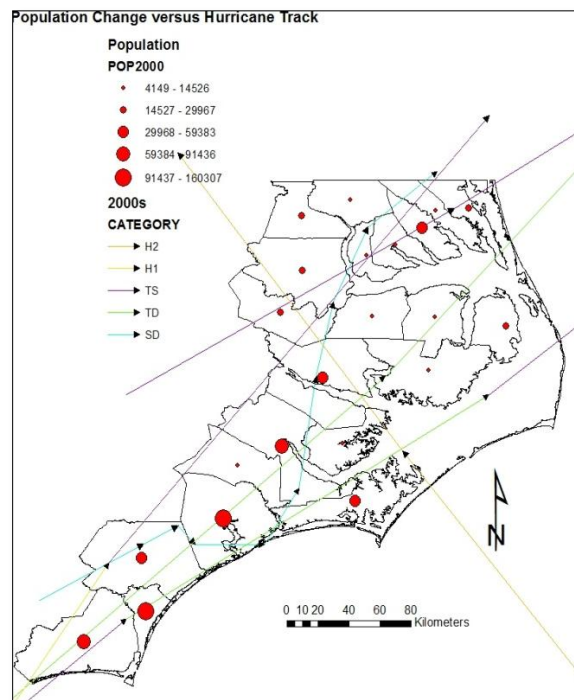 Population Change versus Hurricane Track
Population
POP2000
4149 - 14526
14527 - 29967
29968 - 59383
59384 - 91436
91437 - 160307
2000s
CATEGORY
H2
H1
TS
TD
SD
N
0 10 20 40 60 80
Kilometers